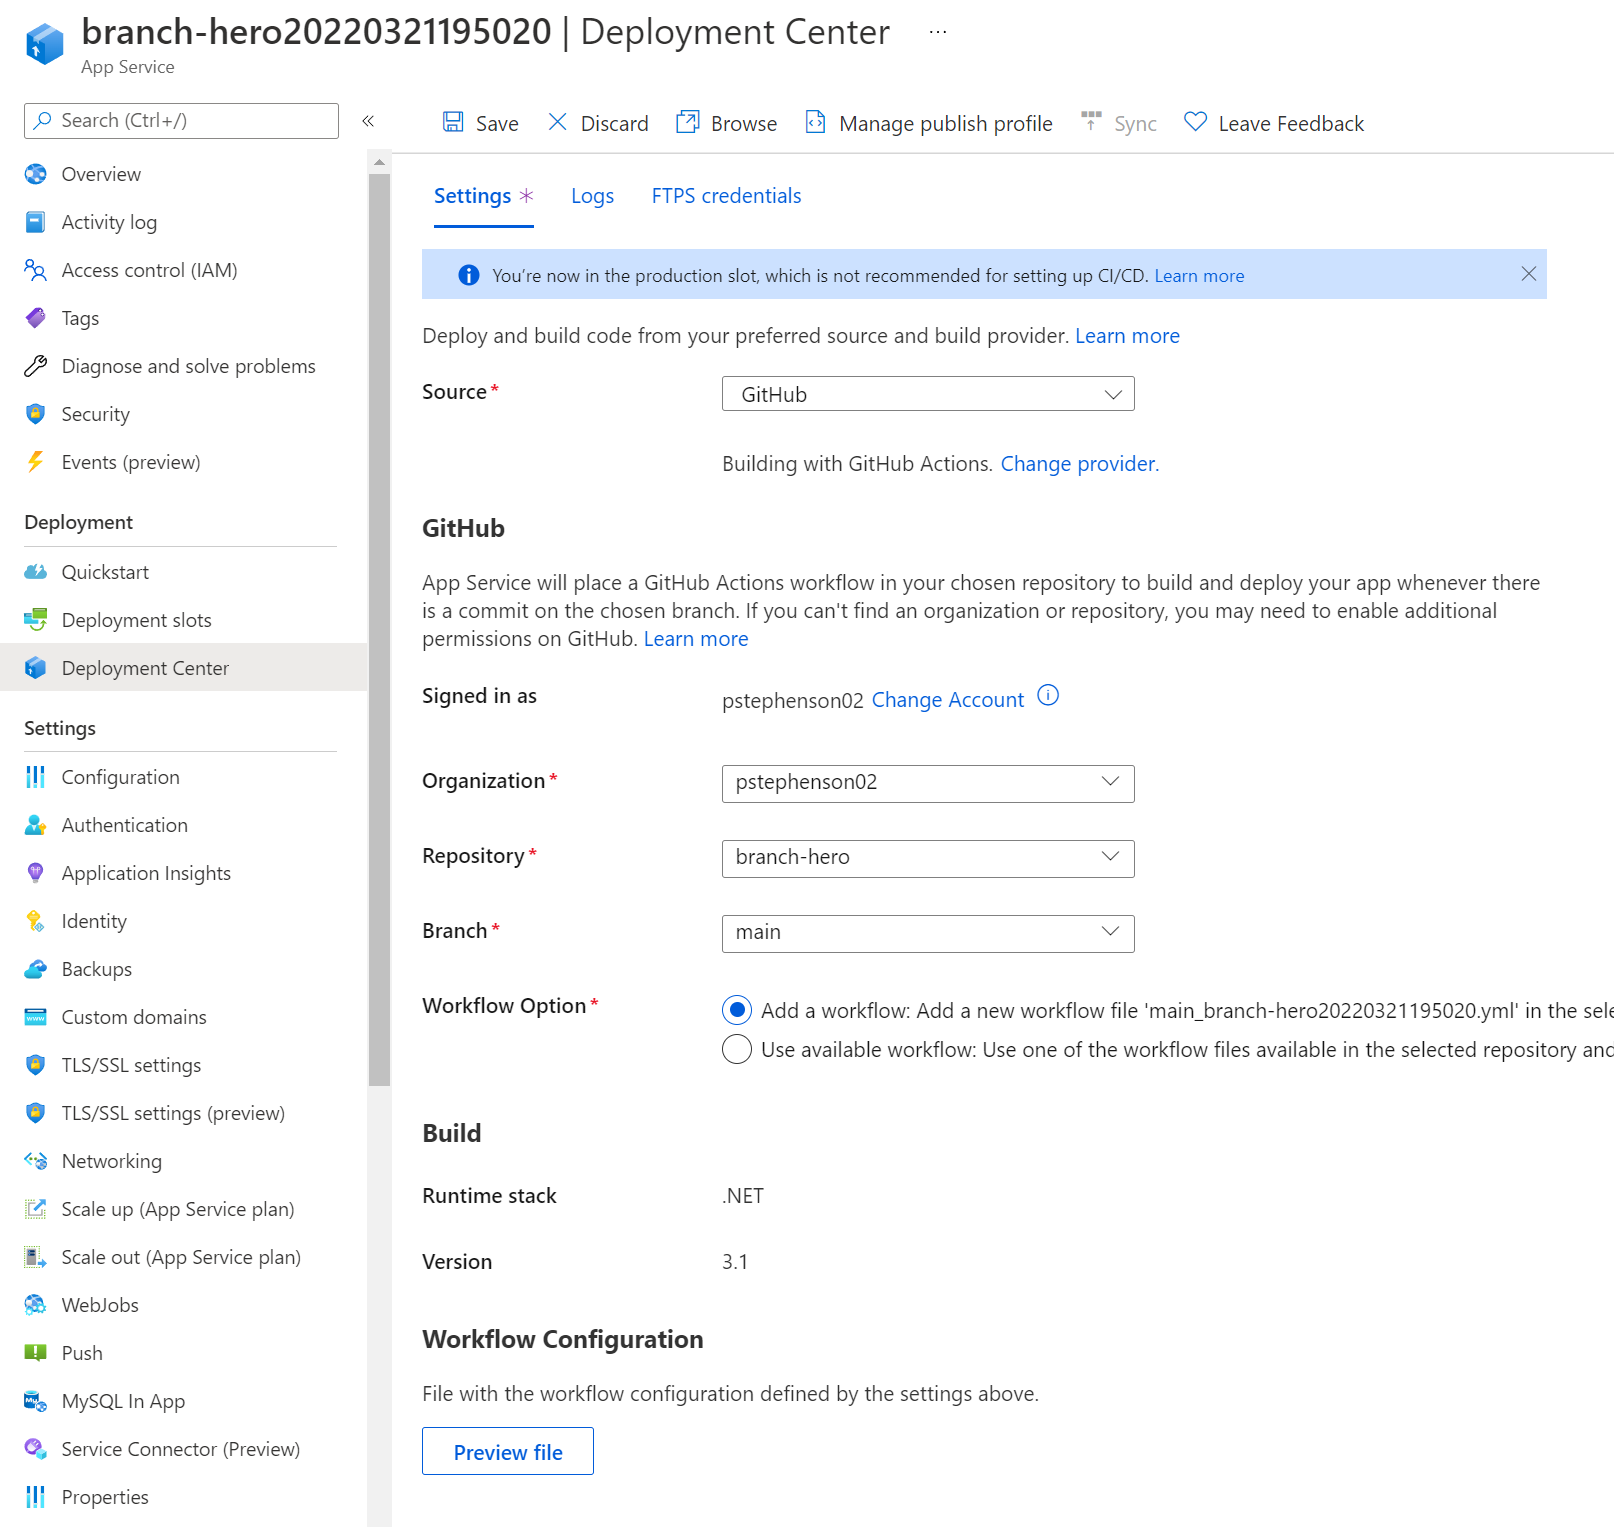 branch-hero20220321195020 | Deployment Center ...
App Service
Search (Ctrl+/)
«
Save Discard Browse Manage publish profile Sync Leave Feedback
Overview
Activity log
Access control (IAM)
Tags
Diagnose and solve problems
Security
Events (preview)
Deployment
Quickstart
Deployment slots
Deployment Center
Settings
Configuration
Authentication
Application Insights
Identity
Backups
Custom domains
TLS/SSL settings
TLS/SSL settings (preview)
Networking
Scale up (App Service plan)
Scale out (App Service plan)
WebJobs
Push
MySQL In App
Service Connector (Preview)
Properties
Settings * Logs FTPS credentials
You're now in the production slot, which is not recommended for setting up CI/CD. Learn more
Deploy and build code from your preferred source and build provider. Learn more
Source* GitHub
Building with GitHub Actions. Change provider.
GitHub
App Service will place a GitHub Actions workflow in your chosen repository to build and deploy your app whenever there
is a commit on the chosen branch. If you can't find an organization or repository, you may need to enable additional
permissions on GitHub. Learn more
Signed in as pstephenson02 Change Account
Organization* pstephenson02
Repository* branch-hero
Branch* main
Workflow Option* Add a workflow: Add a new workflow file 'main_branch-hero20220321195020.yml' in the sele
Use available workflow: Use one of the workflow files available in the selected repository and
Build
Runtime stack .NET
Version 3.1
Workflow Configuration
File with the workflow configuration defined by the settings above.
Preview file